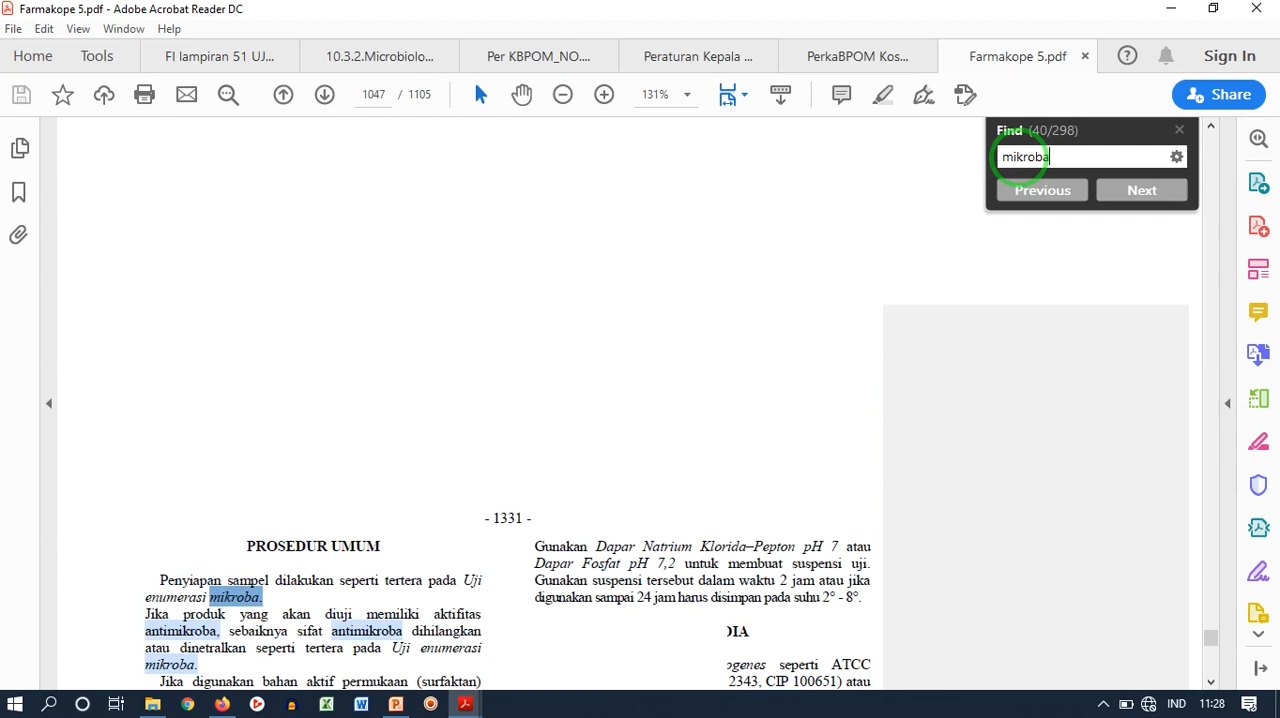 Farmakope 5.pdf - Adobe Acrobat Reader DC
File Edit View Window Help
Home Tools FI lampiran 51 UJ... 10.3.2.Microbiolo... Per KBPOM_NO.... Peraturan Kepala ... PerkaBPOM Kos... Farmakope 5.pdf Sign In
1047 / 1105 131% Share
Find (40/298)
mikroba
Previous Next
- 1331 -
PROSEDUR UMUM
Penyiapan sampel dilakukan seperti tertera pada Uji
enumerasi mikroba.
Jika produk yang akan diuji memiliki aktifitas
antimikroba, sebaiknya sifat antimikroba dihilangkan
atau dinetralkan seperti tertera pada Uji enumerasi
mikroba.
Jika digunakan bahan aktif permukaan (surfaktan)
Gunakan Dapar Natrium Klorida–Pepton pH 7 atau
Dapar Fosfat pH 7,2 untuk membuat suspensi uji.
Gunakan suspensi tersebut dalam waktu 2 jam atau jika
digunakan sampai 24 jam harus disimpan pada suhu 2° - 8°.
DIA
ogenes seperti ATCC
2343, CIP 100651) atau
IND 11:28